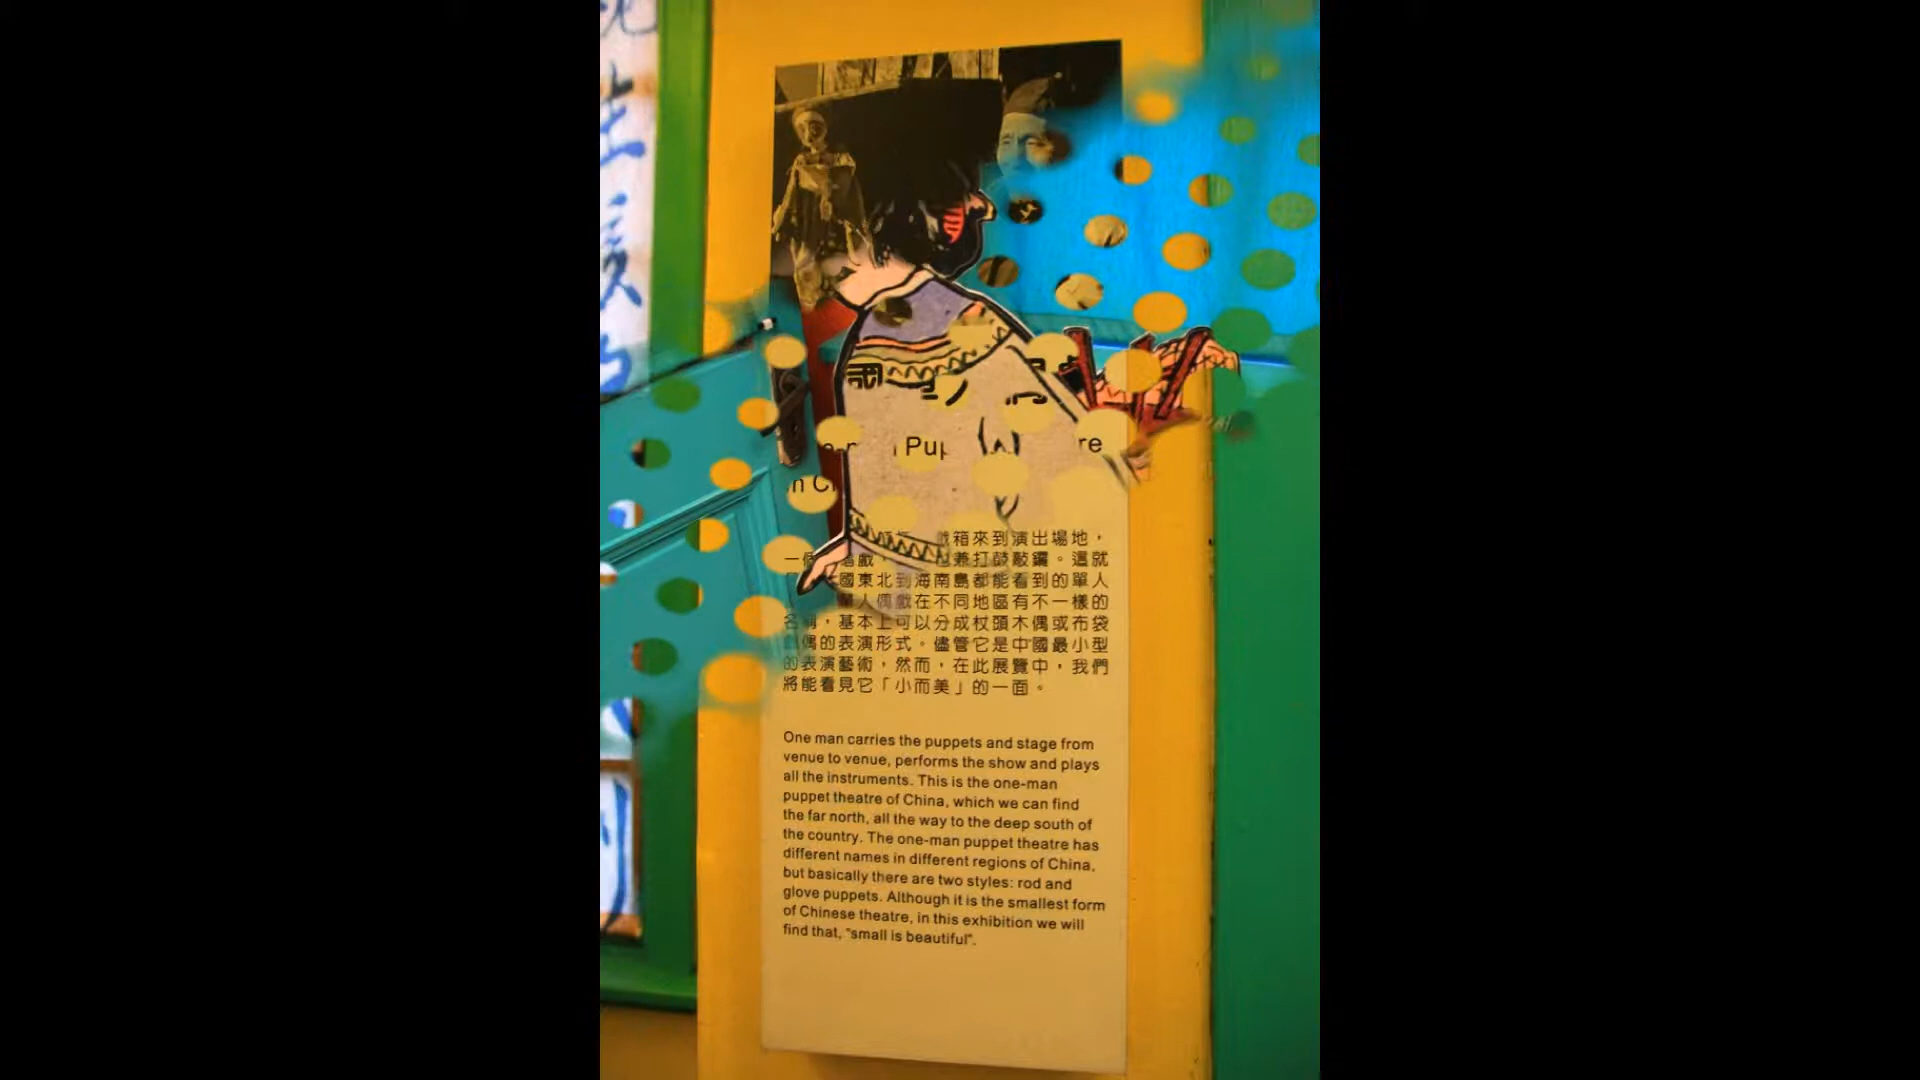 國
Pup re
n C
戲箱來到演出場地，
一個 戲， 兼打鼓敲鑼。這就
國東北到海南島都能看到的單人
單人偶戲在不同地區有不一樣的
名稱，基本上可以分成杖頭木偶或布袋
偶的表演形式。儘管它是中國最小型
的表演藝術，然而，在此展覽中，我們
將能看見它「小而美」的一面。
One man carries the puppets and stage from
venue to venue, performs the show and plays
all the instruments. This is the one-man
puppet theatre of China, which we can find
the far north, all the way to the deep south of
the country. The one-man puppet theatre has
different names in different regions of China,
but basically there are two styles: rod and
glove puppets. Although it is the smallest form
of Chinese theatre, in this exhibition we will
find that, "small is beautiful".